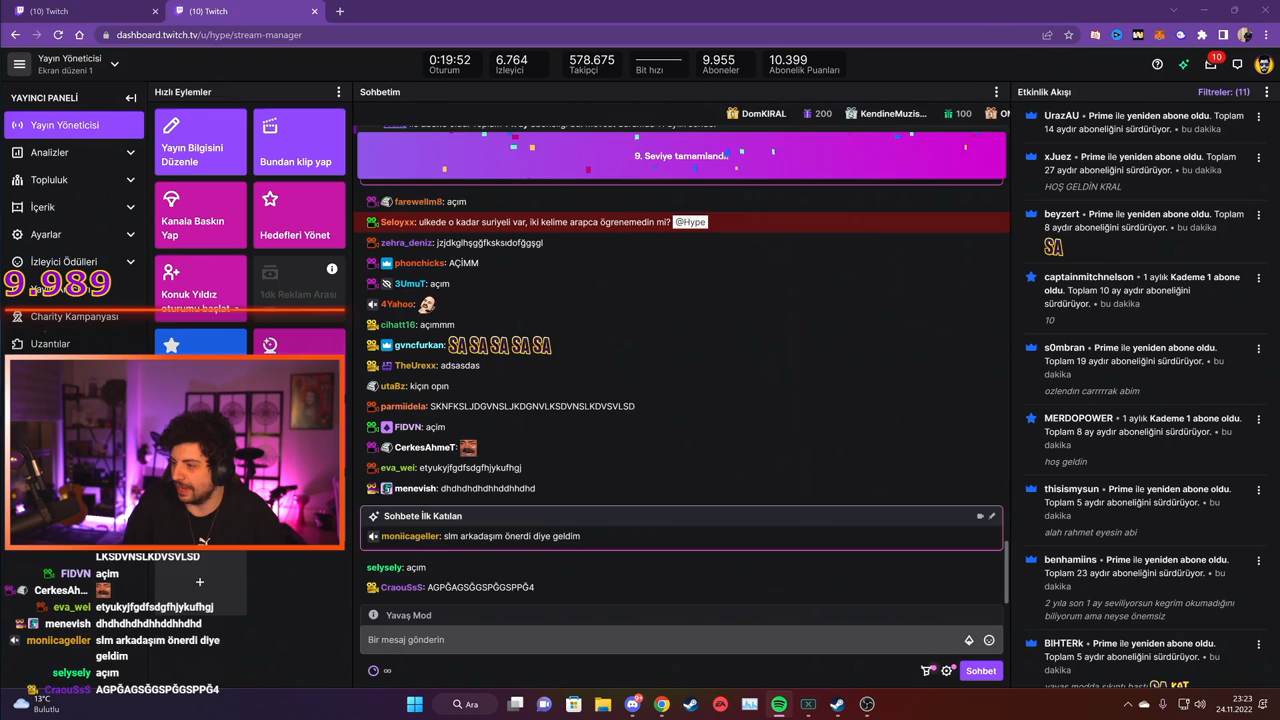 (10) Twitch
(10) Twitch
dashboard.twitch.tv/u/hype/stream-manager
Yayın Yöneticisi
Ekran düzeni 1
0:19:52
Oturum
6.764
İzleyici
578.675
Takipçi
Bit hızı
9.955
Aboneler
10.399
Abonelik Puanları
10
YAYINCI PANELİ
Yayın Yöneticisi
Analizler
Topluluk
İçerik
Ayarlar
İzleyici Ödülleri
9.989
Charity Kampanyası
Uzantılar
Hızlı Eylemler
Yayın Bilgisini
Düzenle
Bundan klip yap
Kanala Baskın
Yap
Hedefleri Yönet
Konuk Yıldız
oturumu başlat
1dk Reklam Arası
LKSDVNSLKDVSVLSD
FIDVN: açim
CerkesAh...
eva_wei etyukyjfgdfsdgfhjykufhgj
menevish dhdhdhdhdhhddhhdhd
moniicageller slm arkadaşım önerdi diye
geldim
selysely açım
CraouSsS AGPĞAGSĞGSPĞGSPPĞ4
Sohbetim
DomKIRAL
200
KendineMuzis...
100
9. Seviye tamamlandı.
farewellm8: açım
Seloyxx: ulkede o kadar suriyeli var, iki kelime arapca ögrenemedin mi? @Hype
zehra_deniz: jzjdkglhşgğfksksıdofğgşgl
phonchicks: AÇİMM
3UmuT: açım
4Yahoo:
cihatt16: açımmm
gvncfurkan: SA SA SA SA SA
TheUrexx: adsasdas
utaBz: kiçın opın
parmiidela: SKNFKSLJDGVNSLJKDGNVLKSDVNSLKDVSVLSD
FIDVN: açim
CerkesAhmeT:
eva_wei: etyukyjfgdfsdgfhjykufhgj
menevish: dhdhdhdhdhhddhhdhd
Sohbete İlk Katılan
moniicageller: slm arkadaşım önerdi diye geldim
selysely: açım
CraouSsS: AGPĞAGSĞGSPĞGSPPĞ4
Yavaş Mod
Bir mesaj gönderin
∞
Sohbet
Etkinlik Akışı
Filtreler: (11)
UrazAU • Prime ile yeniden abone oldu. Toplam
14 aydır aboneliğini sürdürüyor. • bu dakika
xJuez • Prime ile yeniden abone oldu. Toplam
27 aydır aboneliğini sürdürüyor. • bu dakika
HOŞ GELDİN KRAL
beyzert • Prime ile yeniden abone oldu. Toplam
8 aydır aboneliğini sürdürüyor. • bu dakika
SA
captainmitchnelson • 1 aylık Kademe 1 abone
oldu. Toplam 10 ay aydır aboneliğini
sürdürüyor. • bu dakika
10
s0mbran • Prime ile yeniden abone oldu.
Toplam 19 aydır aboneliğini sürdürüyor. • bu
dakika
ozlendın carrrrrak abim
MERDOPOWER • 1 aylık Kademe 1 abone oldu.
Toplam 8 ay aydır aboneliğini sürdürüyor. • bu
dakika
hoş geldin
thisismysun • Prime ile yeniden abone oldu.
Toplam 5 aydır aboneliğini sürdürüyor. • bu
dakika
alah rahmet eyesin abi
benhamiins • Prime ile yeniden abone oldu.
Toplam 23 aydır aboneliğini sürdürüyor. • bu
dakika
2 yıla son 1 ay seviliyorsun kegrim okumadığını
biliyorum ama neyse önemsiz
BIHTERk • Prime ile yeniden abone oldu.
Toplam 5 aydır aboneliğini sürdürüyor. • bu
dakika
13°C
Bulutlu
Ara
23:23
24.11.2022